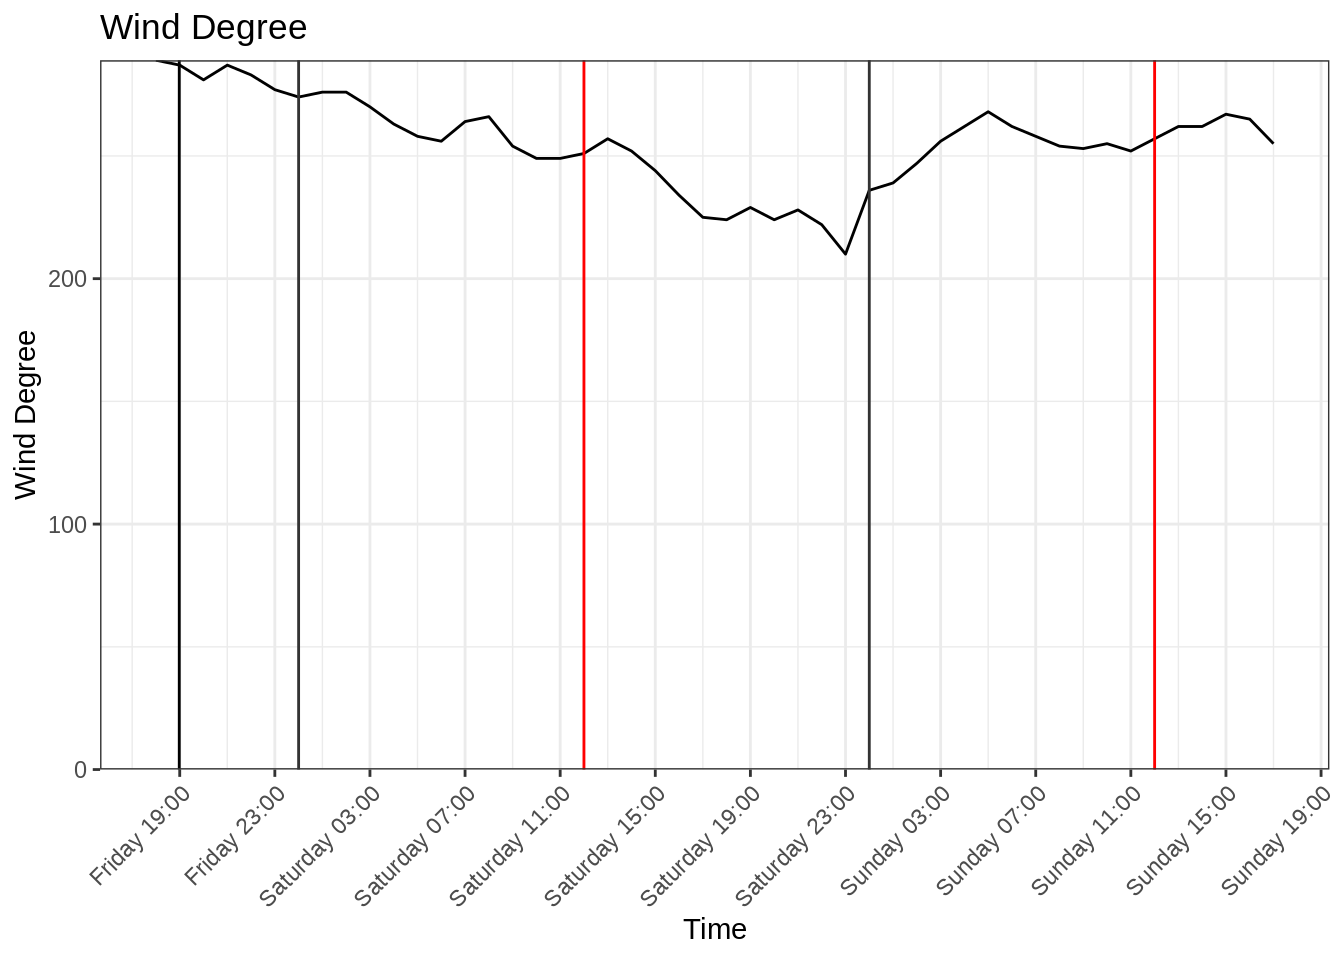 Wind Degree
Wind Degree
200
100
0
Friday 19:00
Friday 23:00
Saturday 03:00
Saturday 07:00
Saturday 11:00
Saturday 15:00
Saturday 19:00
Saturday 23:00
Sunday 03:00
Sunday 07:00
Sunday 11:00
Sunday 15:00
Sunday 19:00
Time